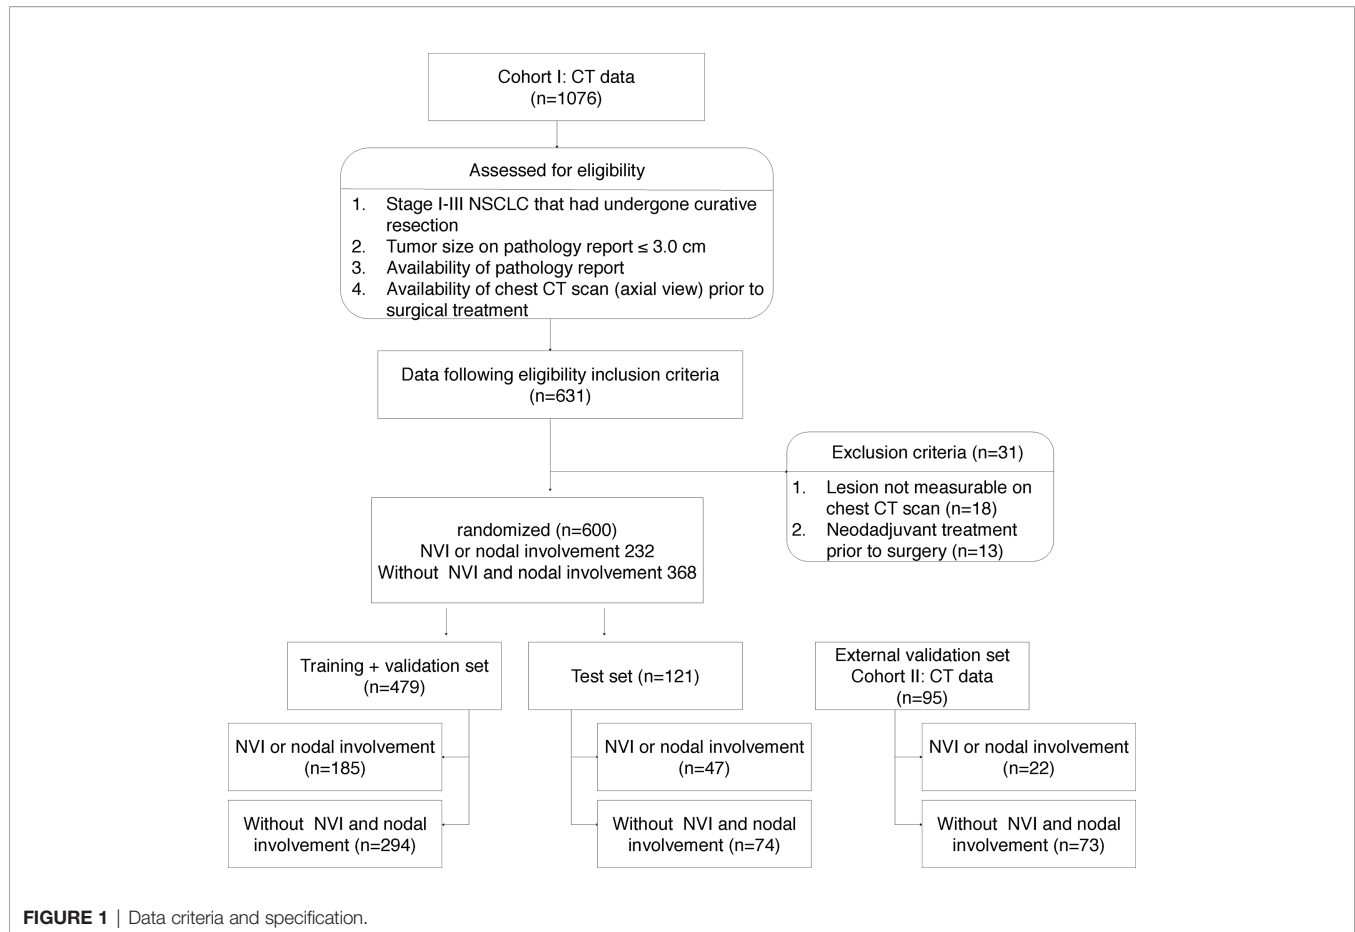 Cohort I: CT data
(n=1076)
Assessed for eligibility
1. Stage I-III NSCLC that had undergone curative
resection
2. Tumor size on pathology report ≤ 3.0 cm
3. Availability of pathology report
4. Availability of chest CT scan (axial view) prior to
surgical treatment
Data following eligibility inclusion criteria
(n=631)
Exclusion criteria (n=31)
1. Lesion not measurable on
chest CT scan (n=18)
2. Neodadjuvant treatment
prior to surgery (n=13)
randomized (n=600)
NVI or nodal involvement 232
Without NVI and nodal involvement 368
Training + validation set
(n=479)
NVI or nodal involvement
(n=185)
Without NVI and nodal
involvement (n=294)
Test set (n=121)
NVI or nodal involvement
(n=47)
Without NVI and nodal
involvement (n=74)
External validation set
Cohort II: CT data
(n=95)
NVI or nodal involvement
(n=22)
Without NVI and nodal
involvement (n=73)
FIGURE 1 | Data criteria and specification.